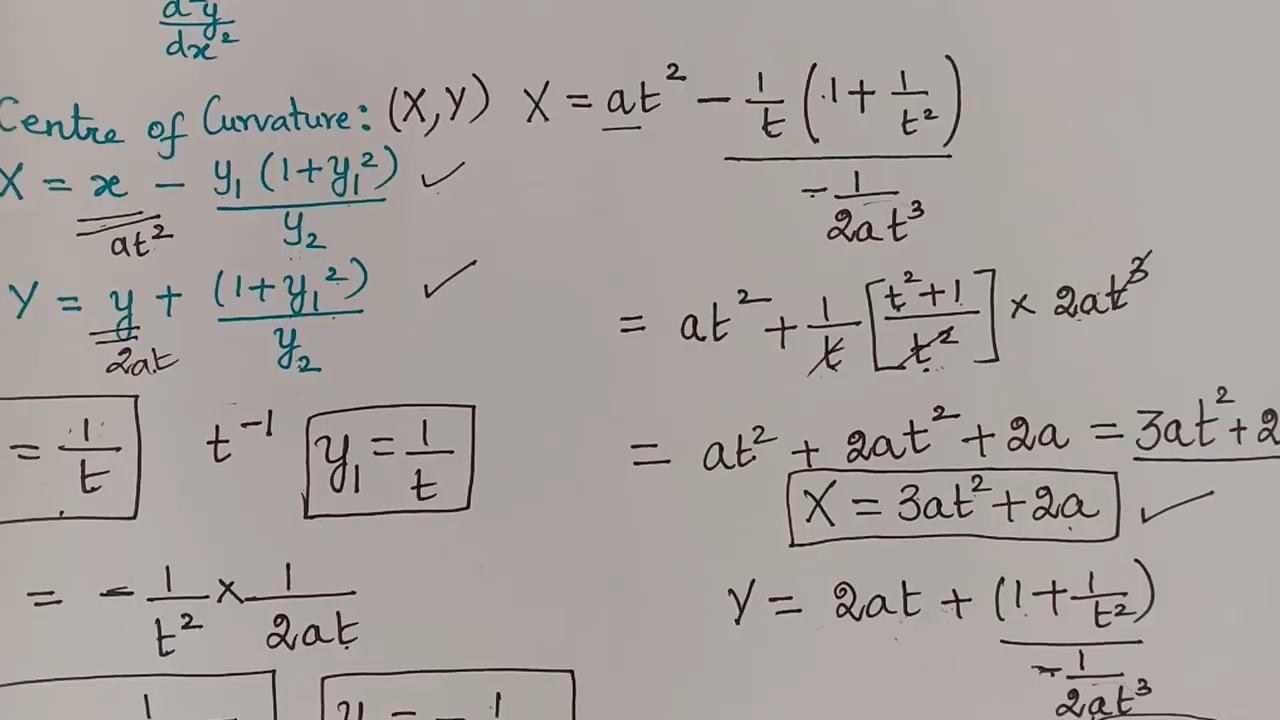 d²y/dx²
Centre of Curvature: (X, Y)
X = x − y₁(1+y₁²)/y₂ ✓
at²
Y = y + (1+y₁²)/y₂ ✓
2at
= 1/t
t⁻¹
y₁ = 1/t
= − 1/t² × 1/2at
X = at² − 1/t (1 + 1/t²) / − 1/2at³
= at² + 1/t [t²+1/t²] × 2at³
= at² + 2at² + 2a = 3at² + 2
X = 3at² + 2a ✓
Y = 2at + (1 + 1/t²) / − 1/2at³